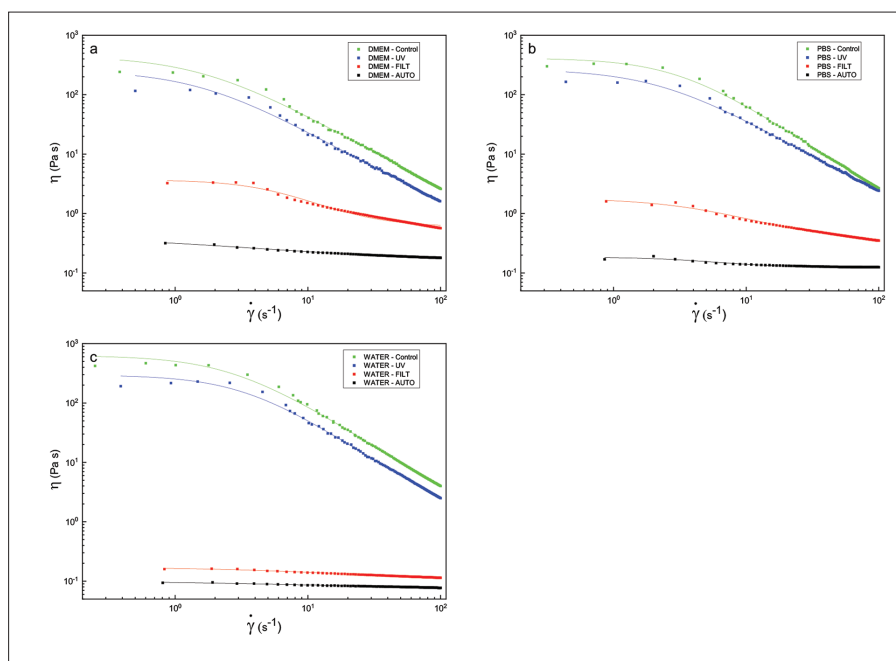 a
DMEM - Control
DMEM - UV
DMEM - FILT
DMEM - AUTO
10³
10²
10¹
10⁰
10⁻¹
η (Pa s)
10⁰
10¹
10²
γ̇ (s⁻¹)
b
PBS - Control
PBS - UV
PBS - FILT
PBS - AUTO
10³
10²
10¹
10⁰
10⁻¹
η (Pa s)
10⁰
10¹
10²
γ̇ (s⁻¹)
c
WATER - Control
WATER - UV
WATER - FILT
WATER - AUTO
10³
10²
10¹
10⁰
10⁻¹
η (Pa s)
10⁰
10¹
10²
γ̇ (s⁻¹)